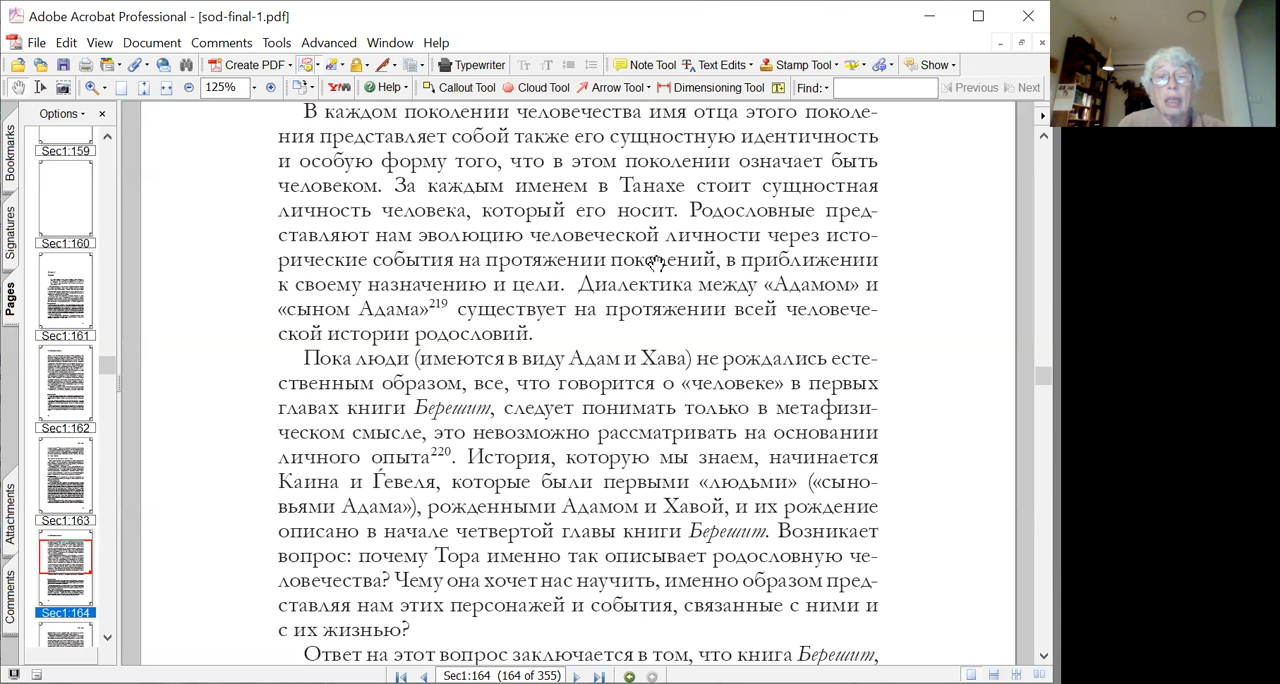 Adobe Acrobat Professional - [sod-final-1.pdf]
File Edit View Document Comments Tools Advanced Window Help
Create PDF Typewriter Note Tool Text Edits Stamp Tool Show
125% Help Callout Tool Cloud Tool Arrow Tool Dimensioning Tool Find: Previous Next
Options
Bookmarks
Signatures
Pages
Attachments
Comments
Sec1:159
Sec1:160
Sec1:161
Sec1:162
Sec1:163
Sec1:164
В каждом поколении человечества имя отца этого поколе-
ния представляет собой также его сущностную идентичность
и особую форму того, что в этом поколении означает быть
человеком. За каждым именем в Танахе стоит сущностная
личность человека, который его носит. Родословные пред-
ставляют нам эволюцию человеческой личности через исто-
рические события на протяжении поколений, в приближении
к своему назначению и цели. Диалектика между «Адамом» и
«сыном Адама»219 существует на протяжении всей человече-
ской истории родословий.
Пока люди (имеются в виду Адам и Хава) не рождались есте-
ственным образом, все, что говорится о «человеке» в первых
главах книги Берешит, следует понимать только в метафизи-
ческом смысле, это невозможно рассматривать на основании
личного опыта220. История, которую мы знаем, начинается
Каина и Ѓевеля, которые были первыми «людьми» («сыно-
вьями Адама»), рожденными Адамом и Хавой, и их рождение
описано в начале четвертой главы книги Берешит. Возникает
вопрос: почему Тора именно так описывает родословную че-
ловечества? Чему она хочет нас научить, именно образом пред-
ставляя нам этих персонажей и события, связанные с ними и
с их жизнью?
Ответ на этот вопрос заключается в том, что книга Берешит,
Sec1:164 (164 of 355)